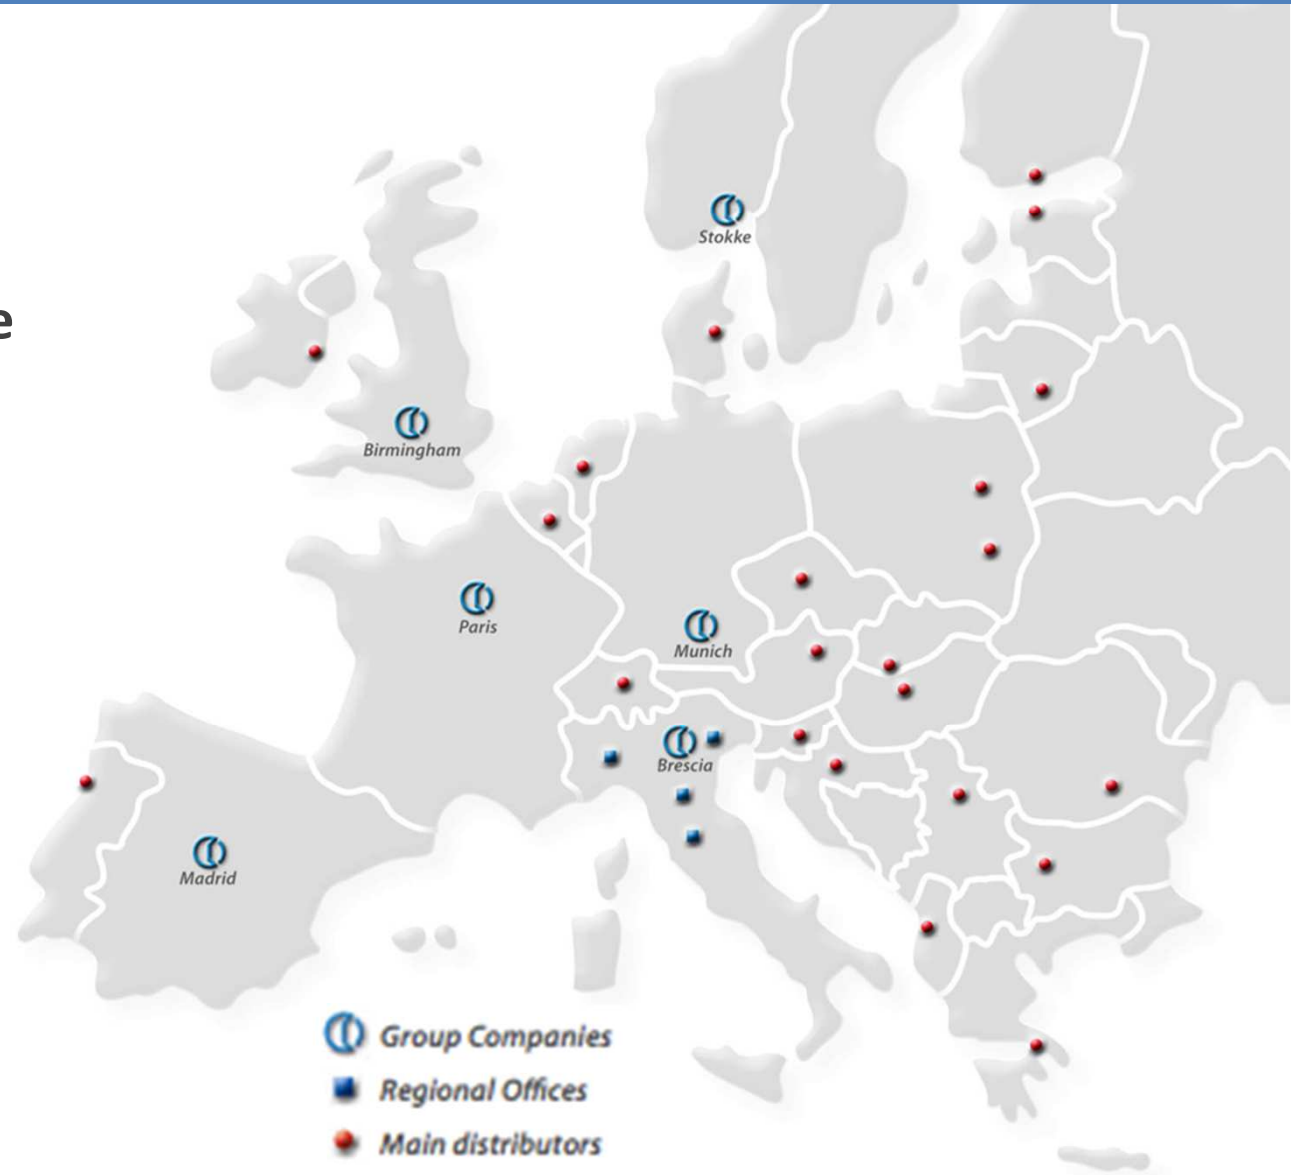 Stokke
e
Birmingham
Paris
Munich
Brescia
Madrid
Group Companies
Regional Offices
Main distributors